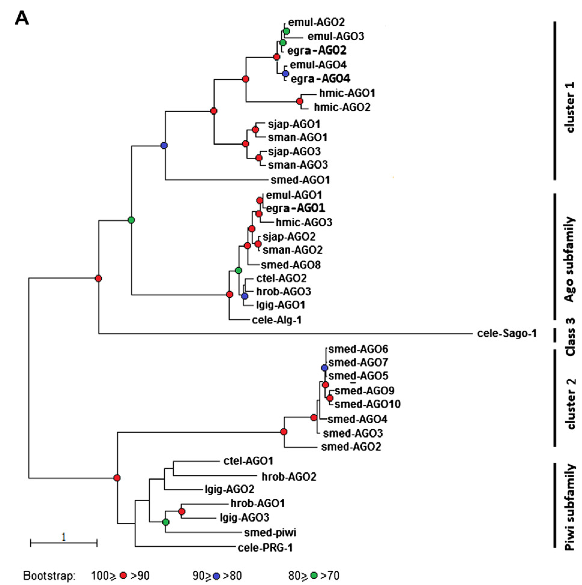 A
emul-AGO2
emul-AGO3
egra-AGO2
emul-AGO4
egra-AGO4
hmic-AGO1
hmic-AGO2
sjap-AGO1
sman-AGO1
sjap-AGO3
sman-AGO3
smed-AGO1
cluster 1
emul-AGO1
egra-AGO1
hmic-AGO3
sjap-AGO2
sman-AGO2
smed-AGO8
ctel-AGO2
hrob-AGO3
lgig-AGO1
cele-Alg-1
Ago subfamily
cele-Sago-1
Class 3
smed-AGO6
smed-AGO7
smed-AGO5
smed-AGO9
smed-AGO10
smed-AGO4
smed-AGO3
smed-AGO2
cluster 2
ctel-AGO1
hrob-AGO2
lgig-AGO2
hrob-AGO1
lgig-AGO3
smed-piwi
cele-PRG-1
Piwi subfamily
1
Bootstrap: 100⩾ >90 90⩾ >80 80⩾ >70